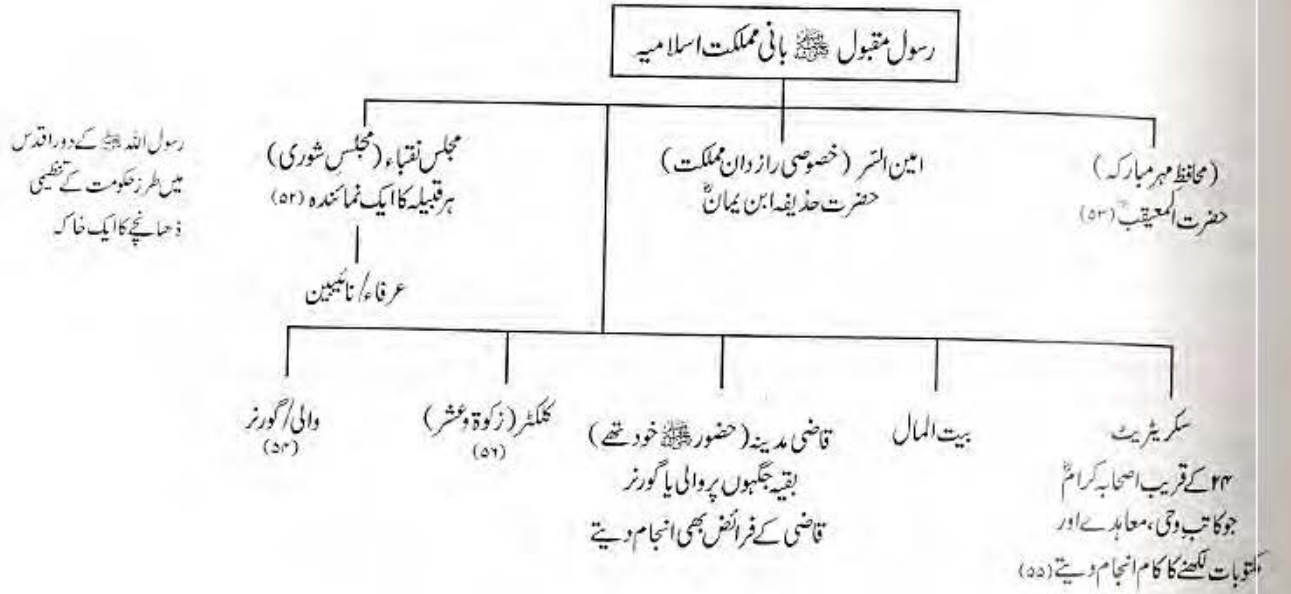 رسول مقبول ﷺ بانی مملکت اسلامیہ
(محافظ مہر مبارکہ)
حضرت المعیقبؓ (۵۳)
امین السّر (خصوصی رازدان مملکت)
حضرت حذیفہ ابن یمانؓ
مجلس نقباء (مجلس شوریٰ)
ہر قبیلہ کا ایک نمائندہ (۵۲)
عرفاء/نائیبین
رسول اللہ ﷺ کے دور اقدس
میں طرز حکومت کے تنظیمی
ڈھانچے کا ایک خاکہ
سکریٹریٹ
۲۴ کے قریب اصحابہ کرامؓ
جو کاتب وحی، معاہدے اور
مکتوبات لکھنے کا کام انجام دیتے (۵۵)
بیت المال
قاضی مدینہ (حضور ﷺ خود تھے)
بقیہ جگہوں پر والی یا گورنر
قاضی کے فرائض بھی انجام دیتے
کلکٹر (زکوۃ وعشر)
(۵۶)
والی/گورنر
(۵۴)